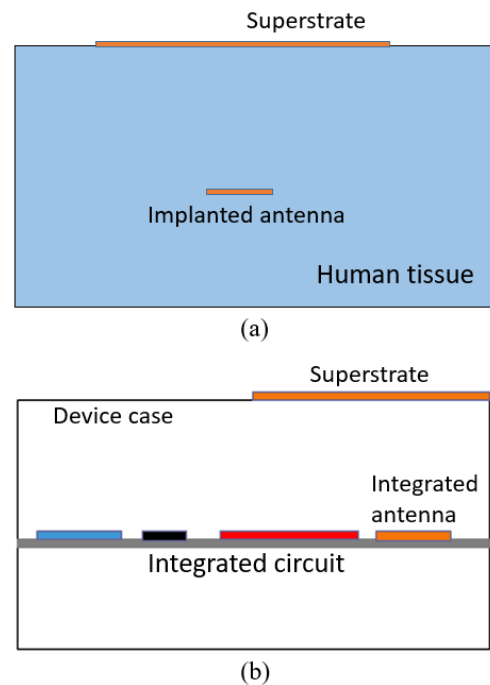 Superstrate
Implanted antenna
Human tissue
(a)
Superstrate
Device case
Integrated
antenna
Integrated circuit
(b)